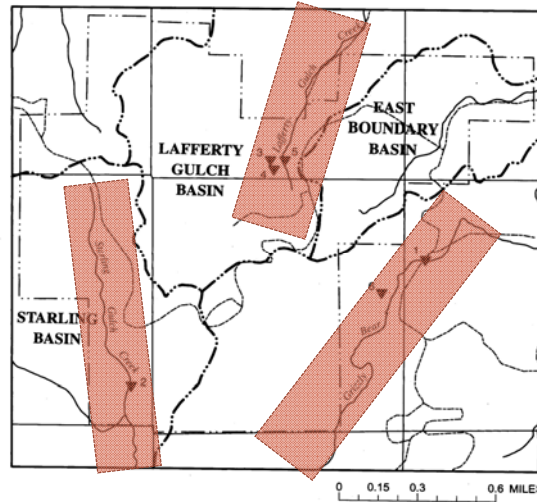 Lafferty
Gulch
Creek
EAST
BOUNDARY
BASIN
LAFFERTY
GULCH
BASIN
3
5
4
Starling
Gulch
Creek
STARLING
BASIN
2
1
6
Bear
Grizzly
0 0.15 0.3 0.6 MILES